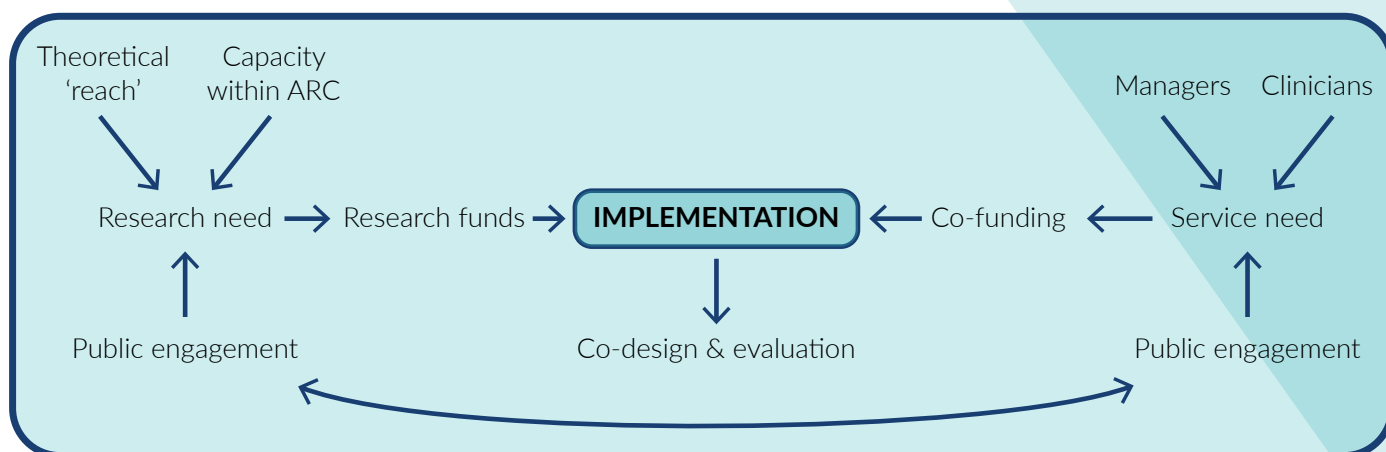 Theoretical
‘reach’
Capacity
within ARC
Managers
Clinicians
Research need
Research funds
IMPLEMENTATION
Co-funding
Service need
Public engagement
Co-design & evaluation
Public engagement